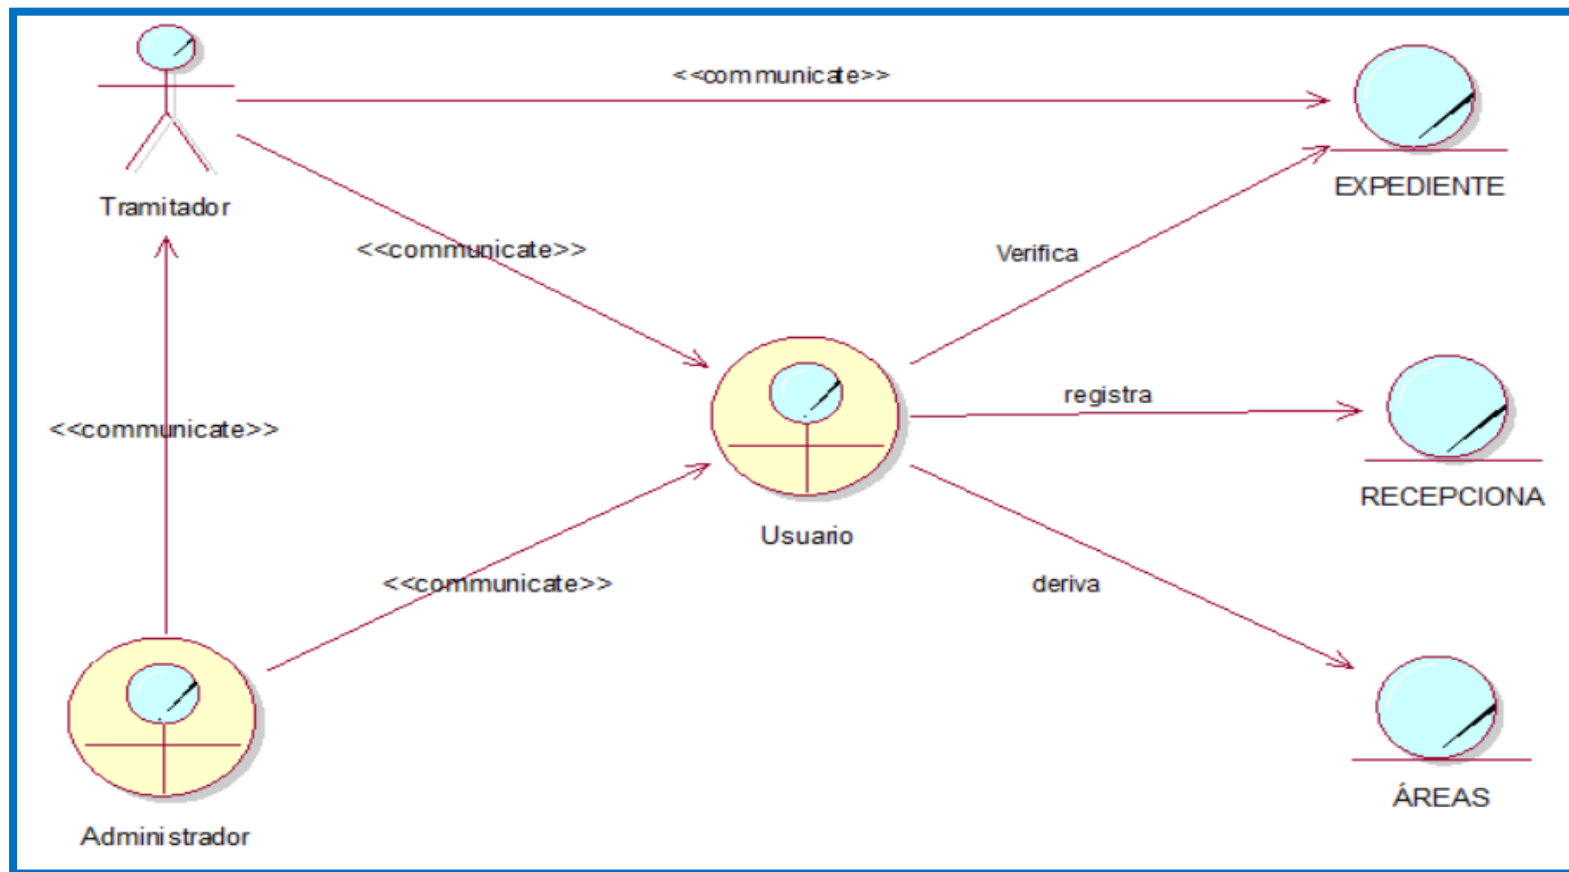 <<communicate>>
EXPEDIENTE
Tramitador
<<communicate>>
Verifica
registra
<<communicate>>
RECEPCIONA
Usuario
<<communicate>>
deriva
ÁREAS
Administrador